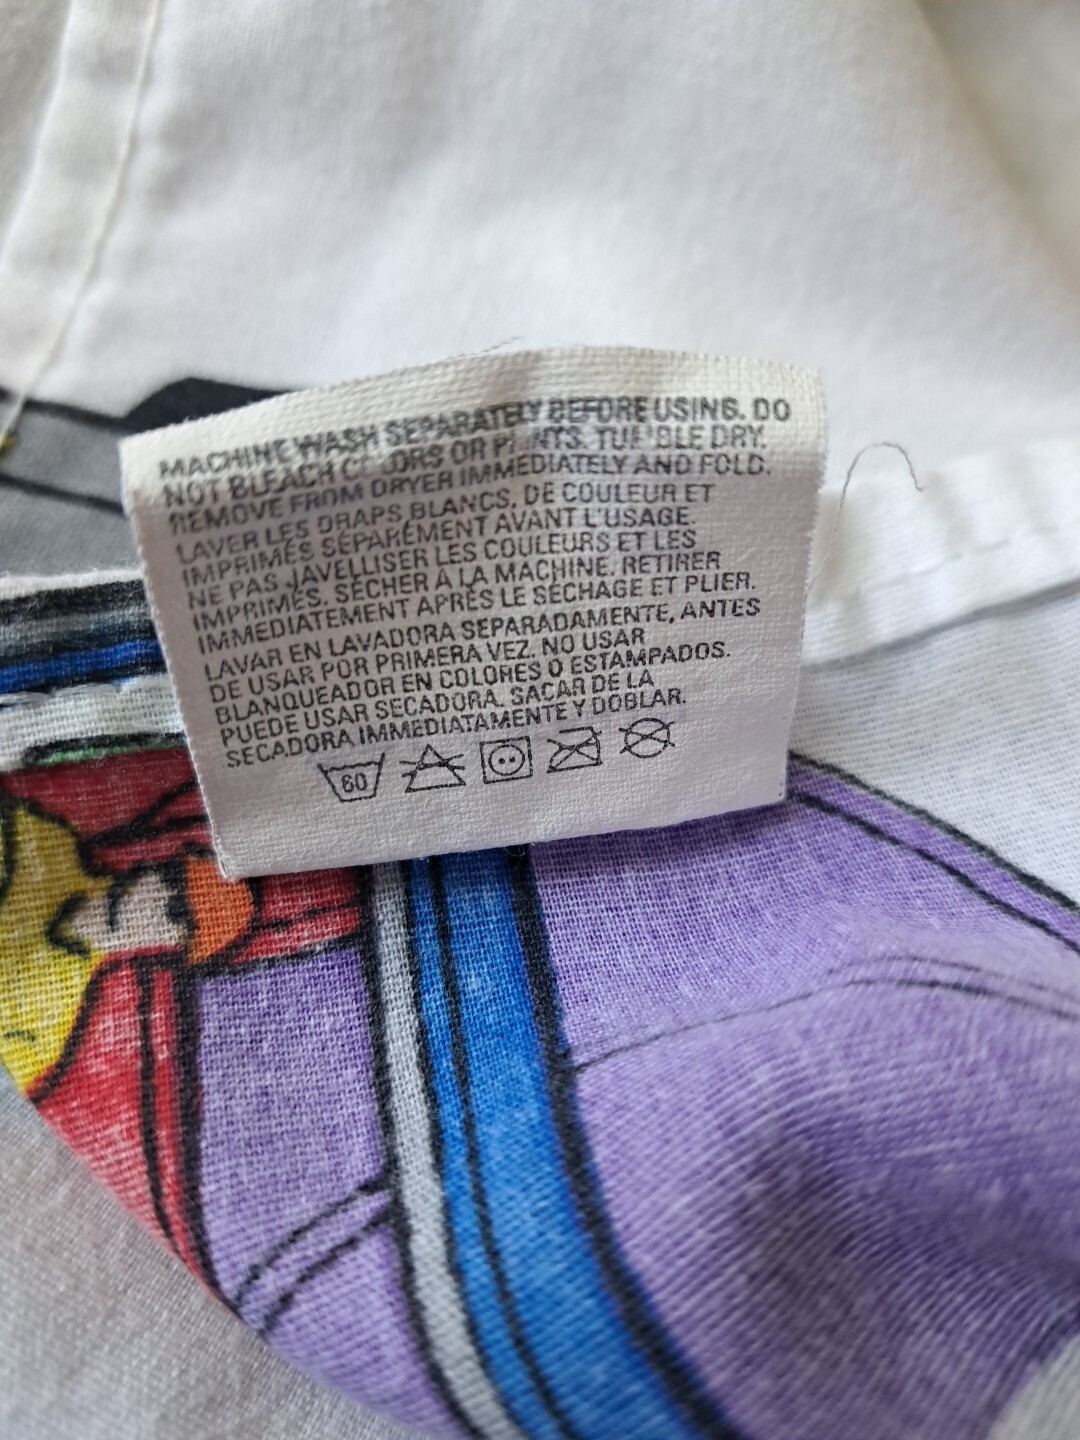 MACHINE WASH SEPARATELY BEFORE USING. DO
NOT BLEACH COLORS OR PRINTS. TUMBLE DRY.
REMOVE FROM DRYER IMMEDIATELY AND FOLD.
LAVER LES DRAPS BLANCS, DE COULEUR ET
IMPRIMÉS SÉPARÉMENT AVANT L'USAGE.
NE PAS JAVELLISER LES COULEURS ET LES
IMPRIMÉS. SÉCHER À LA MACHINE. RETIRER
IMMEDIATEMENT APRÈS LE SÉCHAGE ET PLIER.
LAVAR EN LAVADORA SEPARADAMENTE, ANTES
DE USAR POR PRIMERA VEZ. NO USAR
BLANQUEADOR EN COLORES O ESTAMPADOS.
PUEDE USAR SECADORA. SACAR DE LA
SECADORA IMMEDIATAMENTE Y DOBLAR.
60